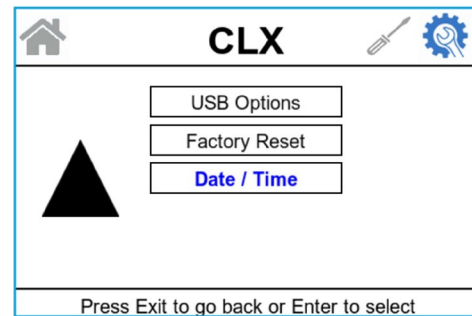 CLX
USB Options
Factory Reset
Date / Time
Press Exit to go back or Enter to select